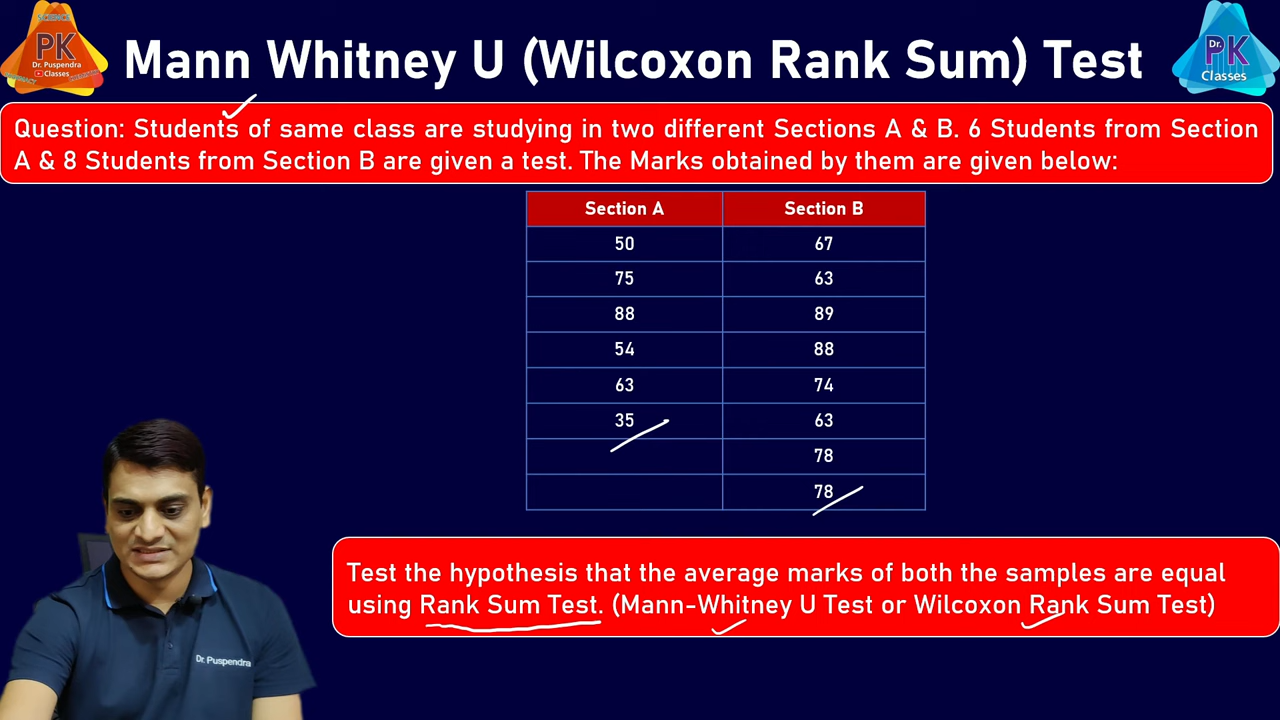 SCIENCE
PK
Dr. Puspendra
Classes
Mann Whitney U (Wilcoxon Rank Sum) Test
Dr.
PK
Classes
Question: Students of same class are studying in two different Sections A & B. 6 Students from Section
A & 8 Students from Section B are given a test. The Marks obtained by them are given below:
Section A Section B
50 67
75 63
88 89
54 88
63 74
35 63
78
78
Test the hypothesis that the average marks of both the samples are equal
using Rank Sum Test. (Mann-Whitney U Test or Wilcoxon Rank Sum Test)
Dr. Puspendra